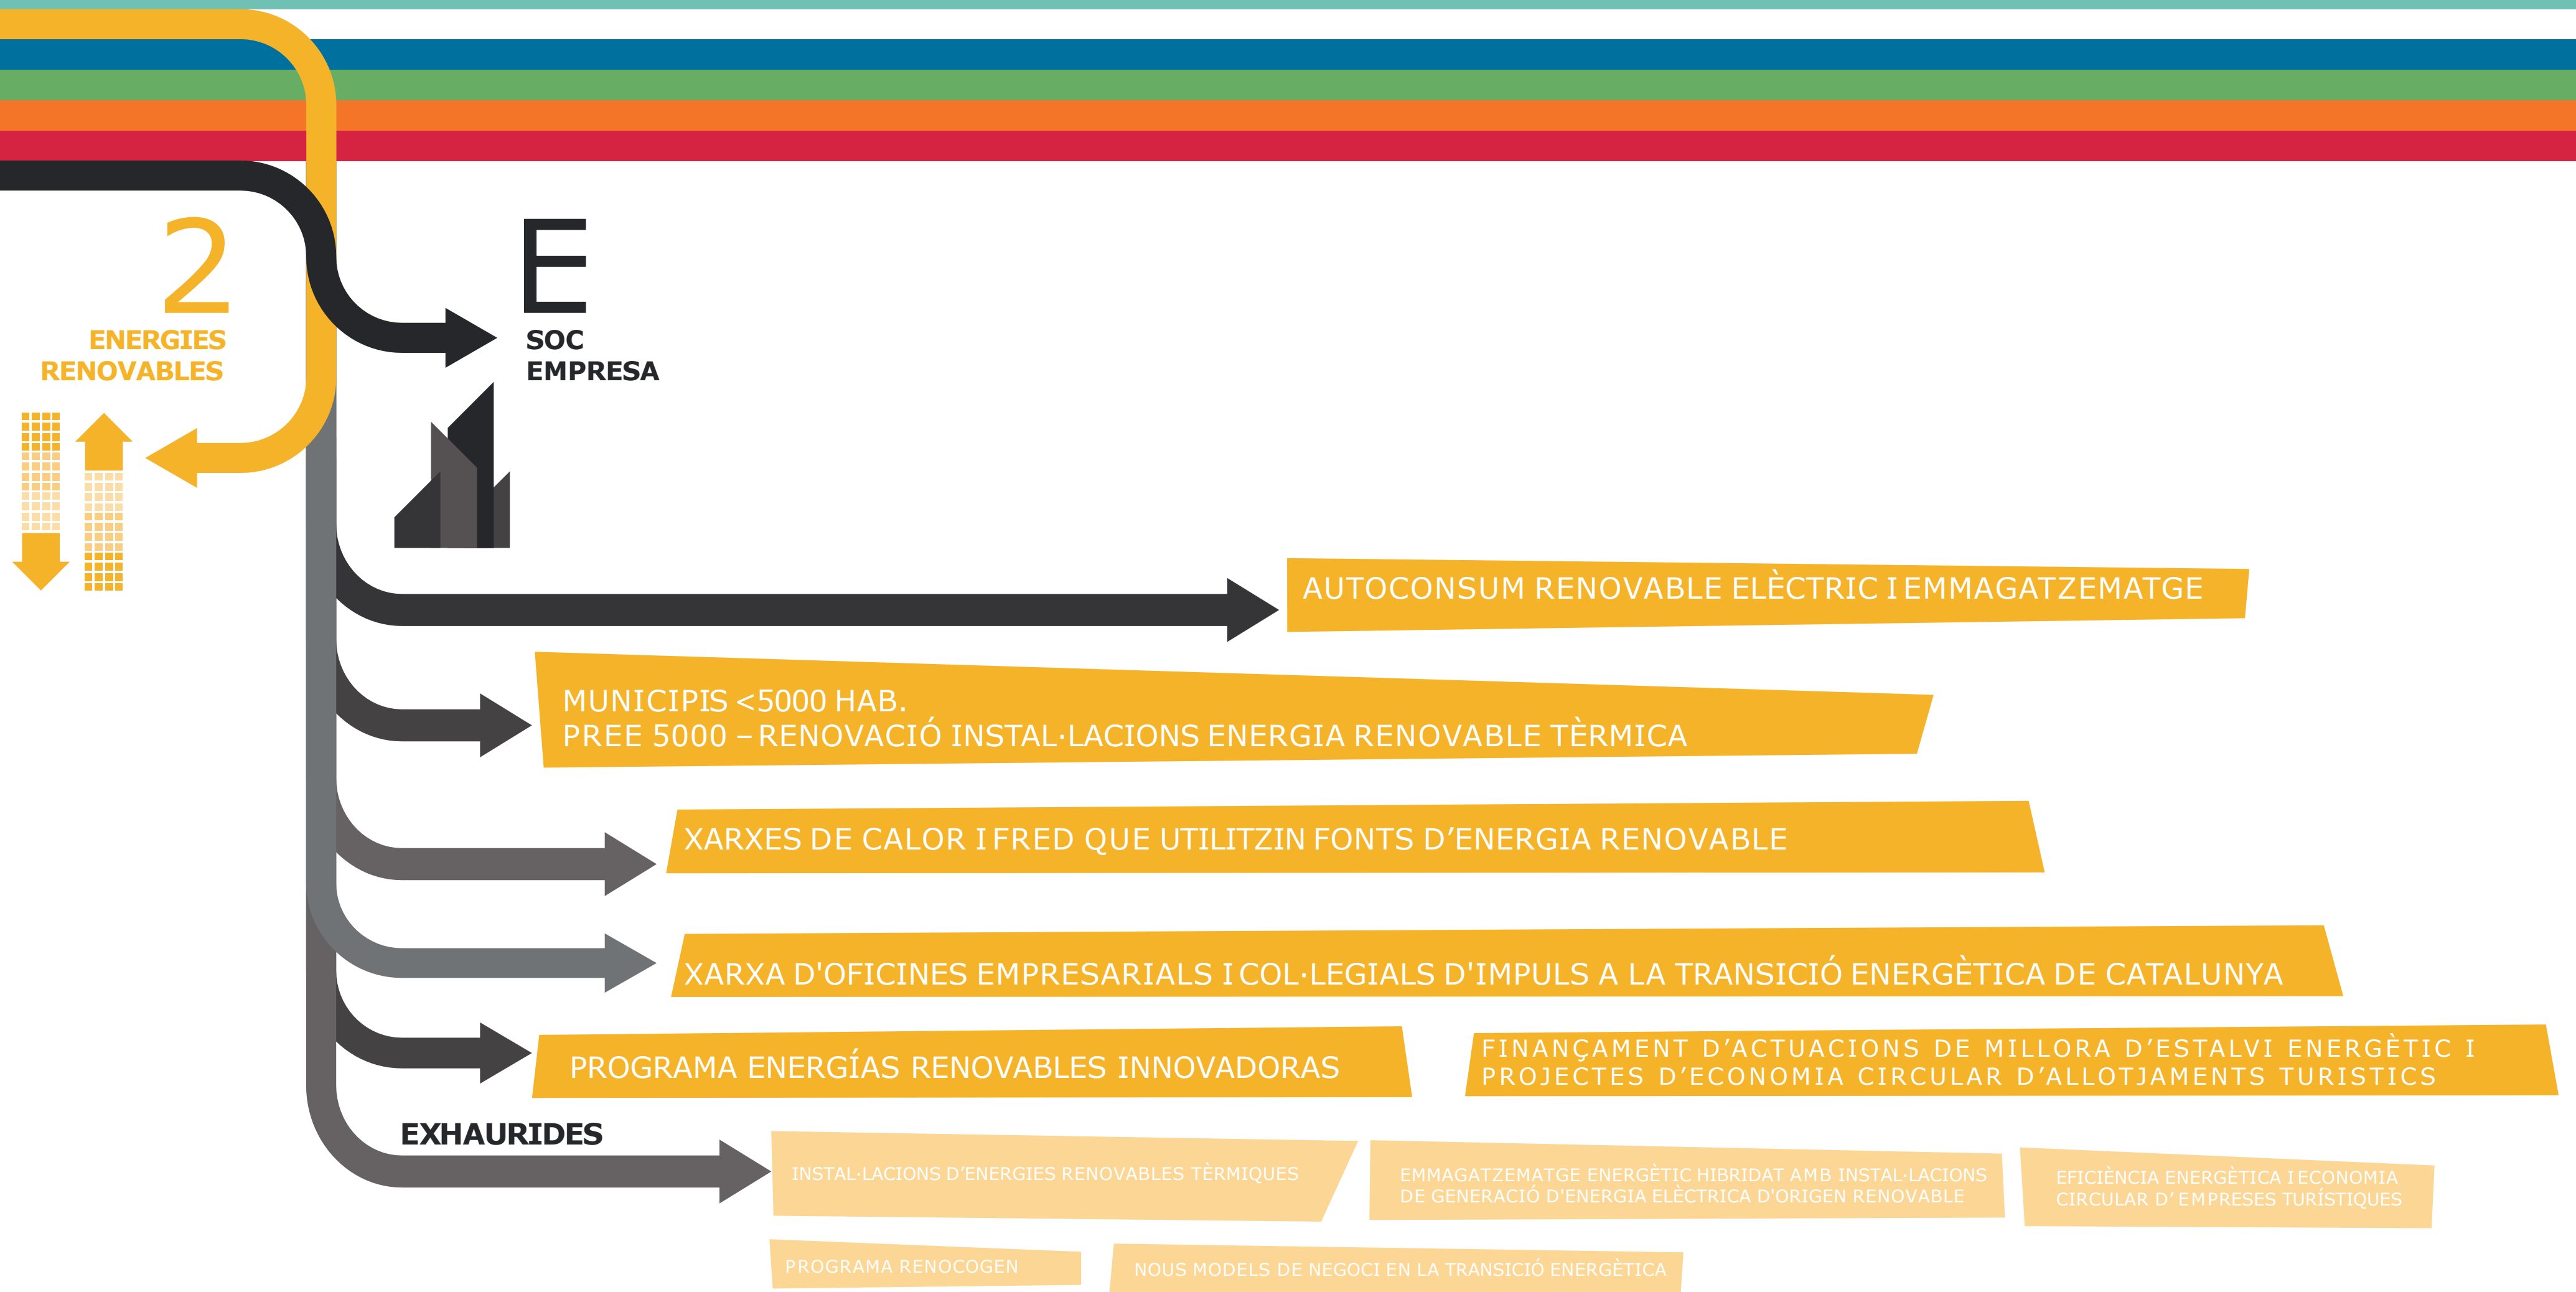 2
ENERGIES
RENOVABLES
E
SOC
EMPRESA
AUTOCONSUM RENOVABLE ELÈCTRIC I EMMAGATZEMATGE
MUNICIPIS <5000 HAB.
PREE 5000 – RENOVACIÓ INSTAL·LACIONS ENERGIA RENOVABLE TÈRMICA
XARXES DE CALOR I FRED QUE UTILITZIN FONTS D’ENERGIA RENOVABLE
XARXA D'OFICINES EMPRESARIALS I COL·LEGIALS D'IMPULS A LA TRANSICIÓ ENERGÈTICA DE CATALUNYA
PROGRAMA ENERGÍAS RENOVABLES INNOVADORAS
FINANÇAMENT D’ACTUACIONS DE MILLORA D’ESTALVI ENERGÈTIC I
PROJECTES D’ECONOMIA CIRCULAR D’ALLOTJAMENTS TURISTICS
EXHAURIDES
INSTAL·LACIONS D’ENERGIES RENOVABLES TÈRMIQUES
EMMAGATZEMATGE ENERGÈTIC HIBRIDAT AMB INSTAL·LACIONS
DE GENERACIÓ D'ENERGIA ELÈCTRICA D'ORIGEN RENOVABLE
EFICIÈNCIA ENERGÈTICA I ECONOMIA
CIRCULAR D’ EMPRESES TURÍSTIQUES
PROGRAMA RENOCOGEN
NOUS MODELS DE NEGOCI EN LA TRANSICIÓ ENERGÈTICA